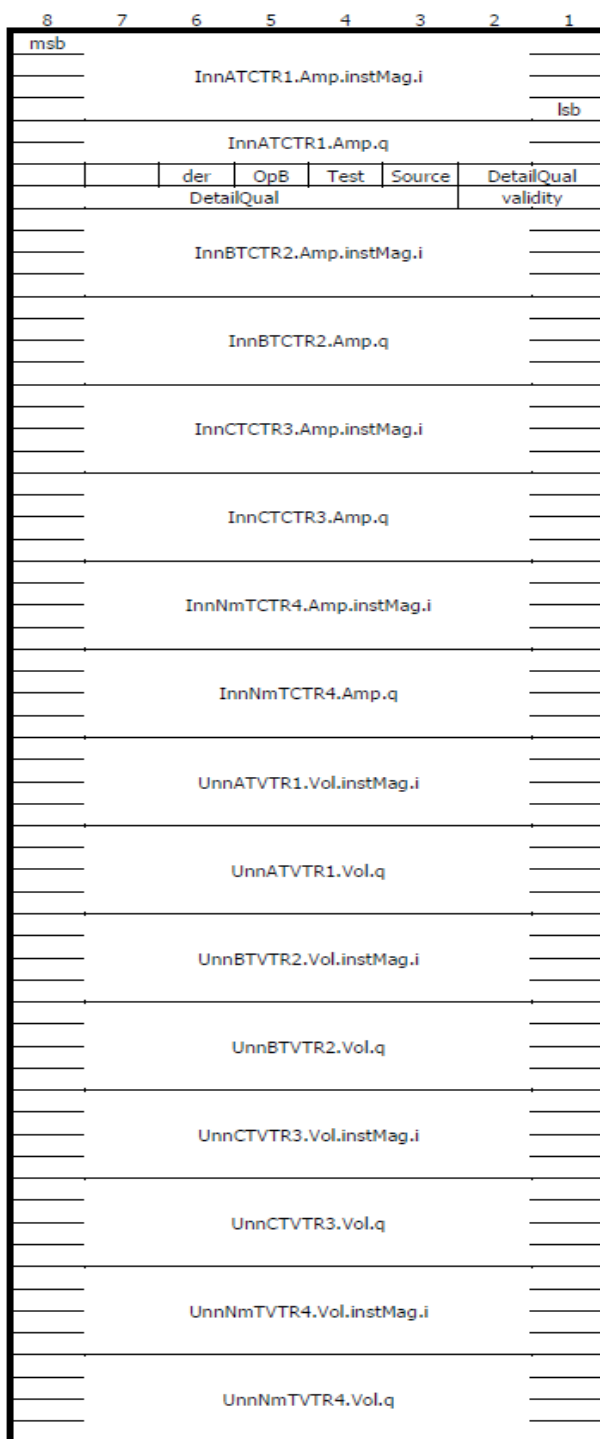 8 7 6 5 4 3 2 1
msb
InnATCTR1.Amp.instMag.i
lsb
InnATCTR1.Amp.q
der OpB Test Source DetailQual
DetailQual validity
InnBTCTR2.Amp.instMag.i
InnBTCTR2.Amp.q
InnCTCTR3.Amp.instMag.i
InnCTCTR3.Amp.q
InnNmTCTR4.Amp.instMag.i
InnNmTCTR4.Amp.q
UnnATVTR1.Vol.instMag.i
UnnATVTR1.Vol.q
UnnBTVTR2.Vol.instMag.i
UnnBTVTR2.Vol.q
UnnCTVTR3.Vol.instMag.i
UnnCTVTR3.Vol.q
UnnNmTVTR4.Vol.instMag.i
UnnNmTVTR4.Vol.q